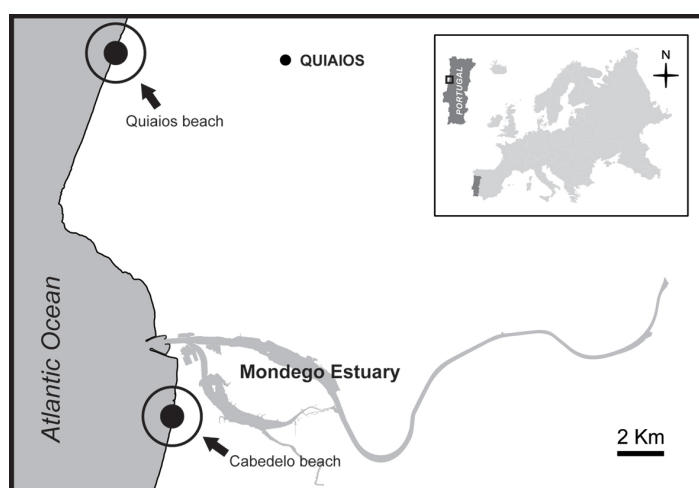 QUIAIOS
Quiaios beach
N
PORTUGAL
Atlantic Ocean
Mondego Estuary
Cabedelo beach
2 Km